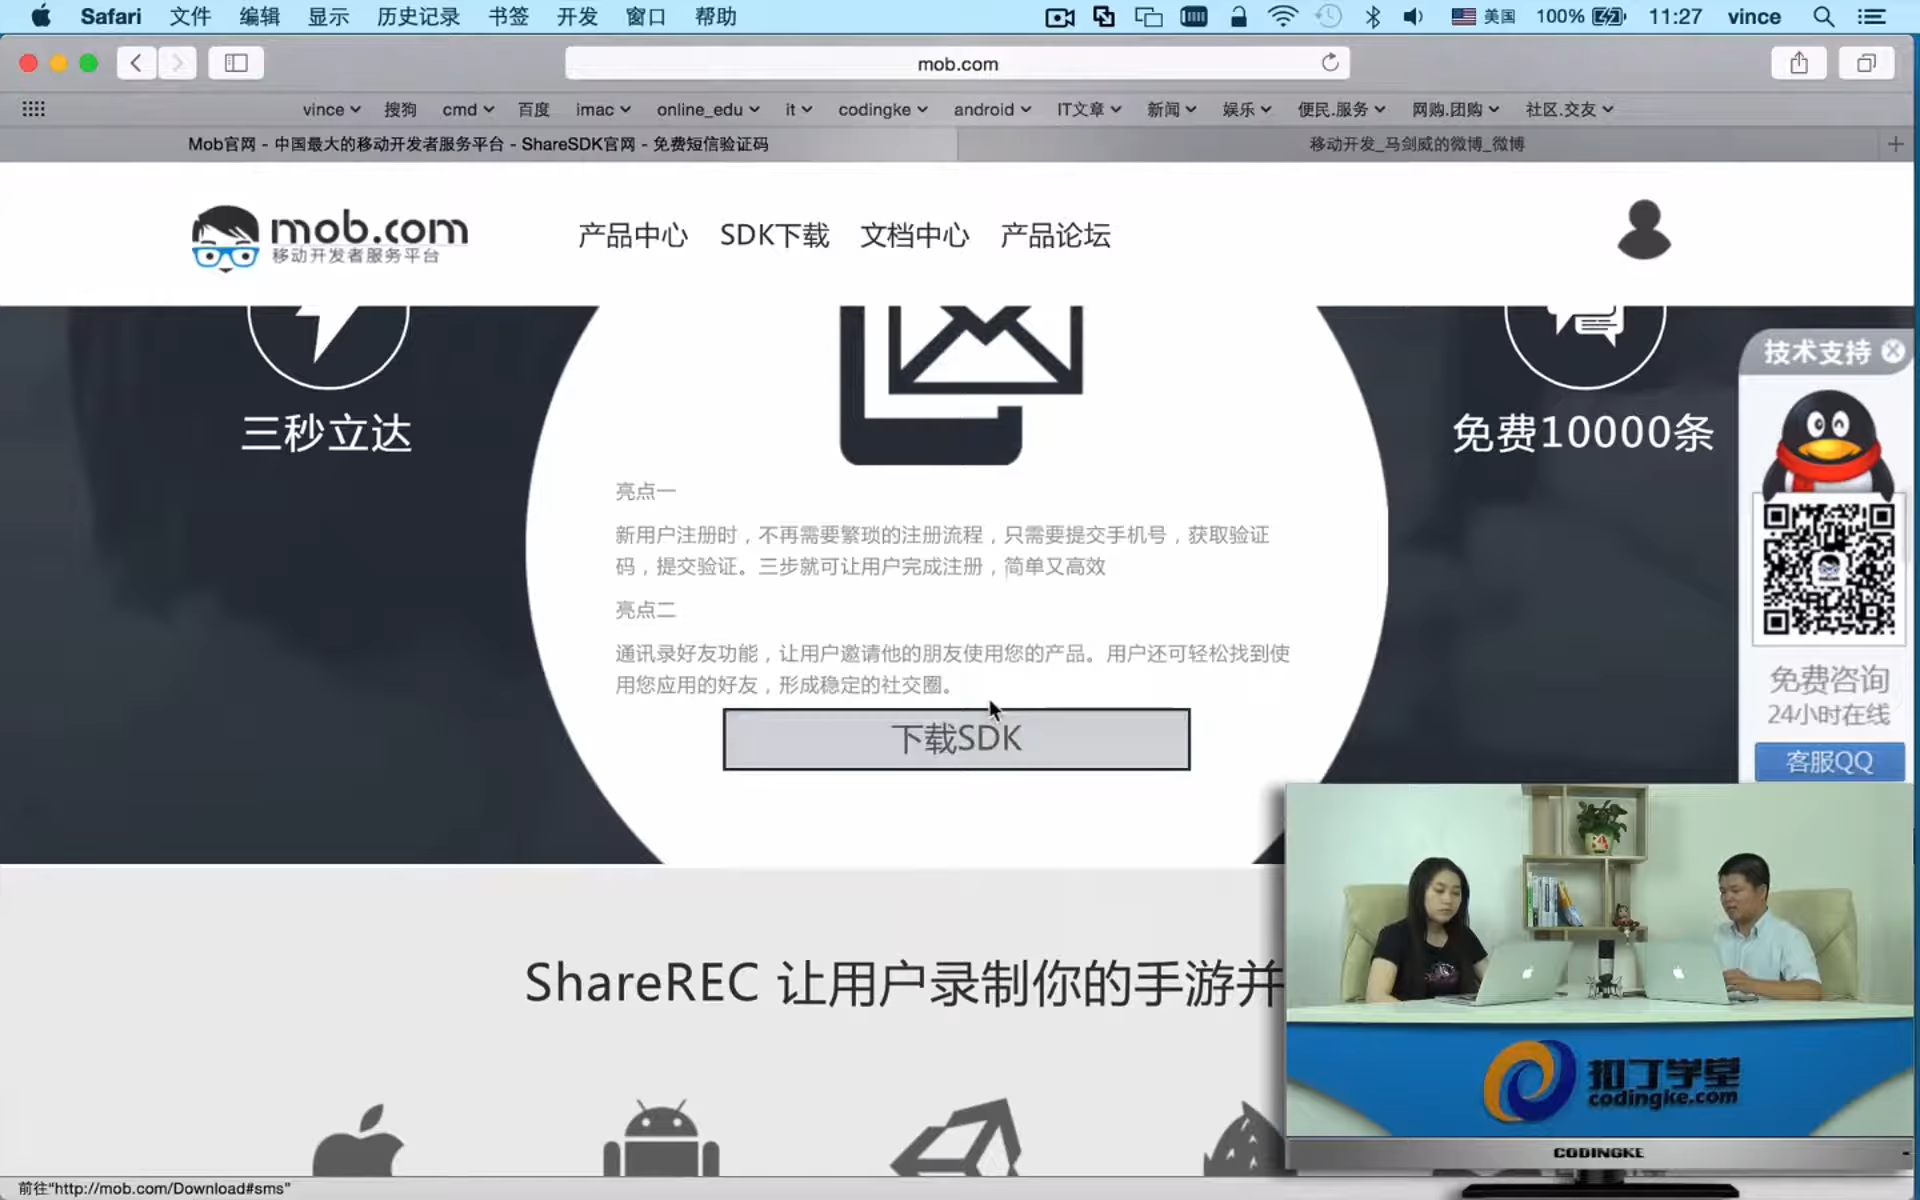 Safari 文件 编辑 显示 历史记录 书签 开发 窗口 帮助 美国 100% 11:27 vince
mob.com
vince 搜狗 cmd 百度 imac online_edu it codingke android IT文章 新闻 娱乐 便民.服务 网购.团购 社区.交友
Mob官网 - 中国最大的移动开发者服务平台 - ShareSDK官网 - 免费短信验证码
移动开发_马剑威的微博_微博
mob.com
移动开发者服务平台
产品中心 SDK下载 文档中心 产品论坛
三秒立达
免费10000条
技术支持
亮点一
新用户注册时，不再需要繁琐的注册流程，只需要提交手机号，获取验证
码，提交验证。三步就可让用户完成注册，简单又高效
亮点二
通讯录好友功能，让用户邀请他的朋友使用您的产品。用户还可轻松找到使
用您应用的好友，形成稳定的社交圈。
下载SDK
免费咨询
24小时在线
客服QQ
ShareREC 让用户录制你的手游并
扣丁学堂
codingke.com
CODINGKE
前往"http://mob.com/Download#sms"